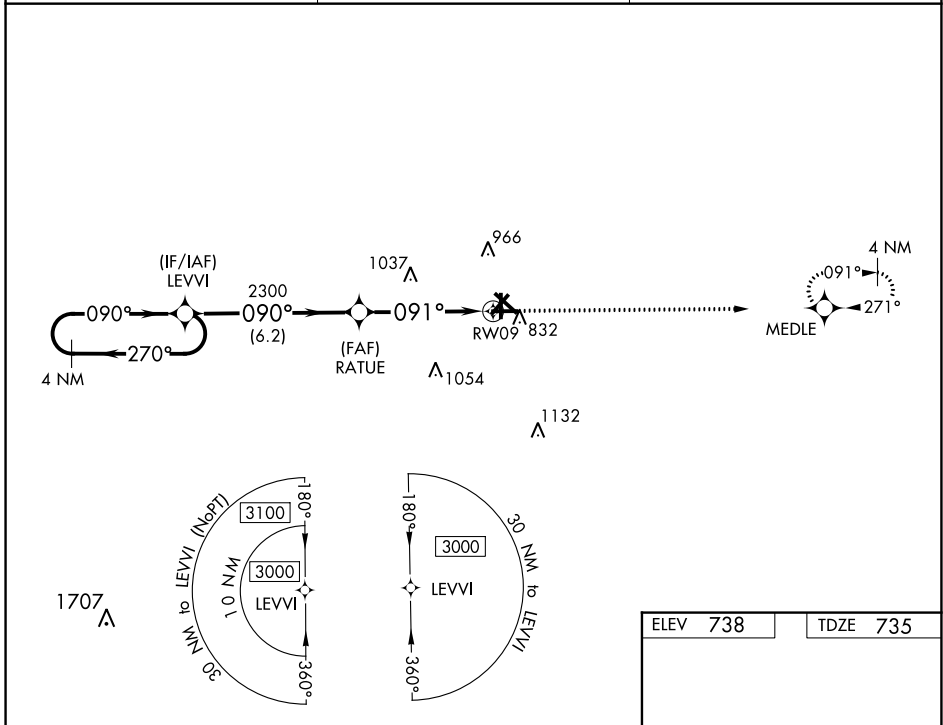 966
4 NM
(IF/IAF)
LEVVI
1037
091°
2300
090°
090°
091°
271°
(6.2)
RW09
832
MEDLE
270°
(FAF)
RATUE
4 NM
1054
1132
30 NM to LEVVI (NoPT)
180°
3100
10 NM
3000
LEVVI
360°
180°
3000
LEVVI
30 NM to LEVVI
360°
1707
ELEV 738
TDZE 735